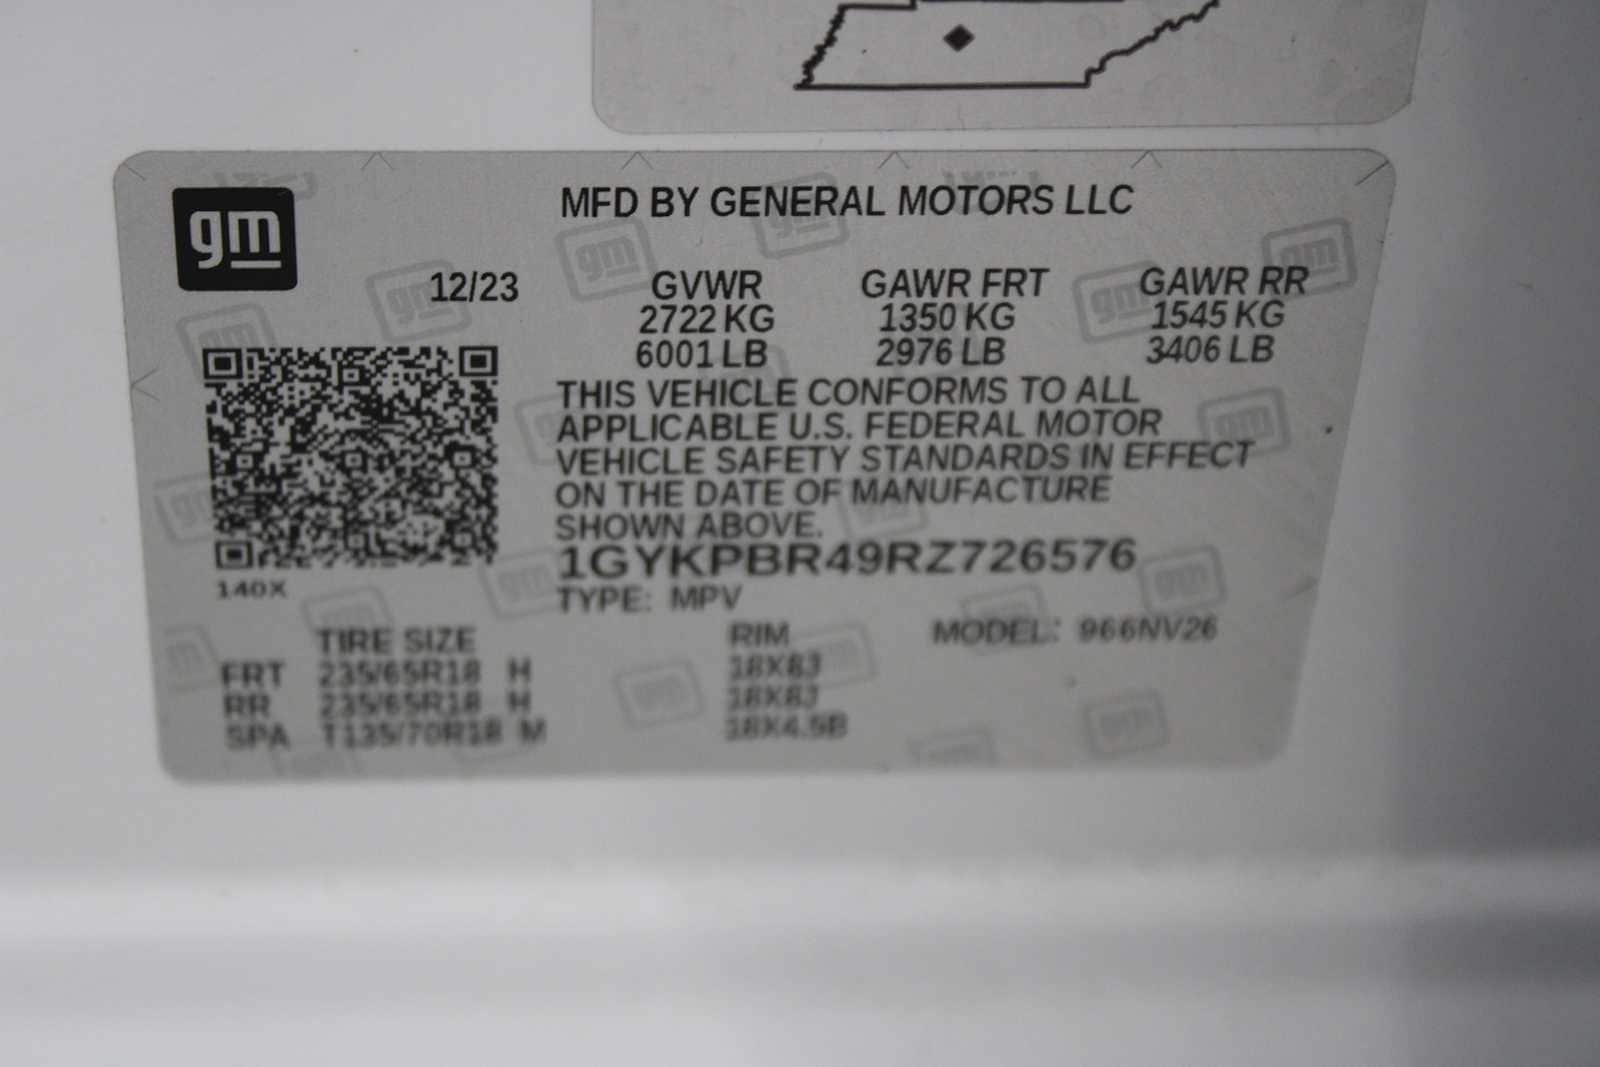 gm
MFD BY GENERAL MOTORS LLC
12/23 GVWR GAWR FRT GAWR RR
2722 KG 1350 KG 1545 KG
6001 LB 2976 LB 3406 LB
THIS VEHICLE CONFORMS TO ALL
APPLICABLE U.S. FEDERAL MOTOR
VEHICLE SAFETY STANDARDS IN EFFECT
ON THE DATE OF MANUFACTURE
SHOWN ABOVE.
1GYKPBR49RZ726576
140X
TYPE: MPV
TIRE SIZE RIM MODEL: 966NV26
FRT 235/65R18 H 18X8J
RR 235/65R18 H 18X8J
SPA T135/70R18 M 18X4.5B